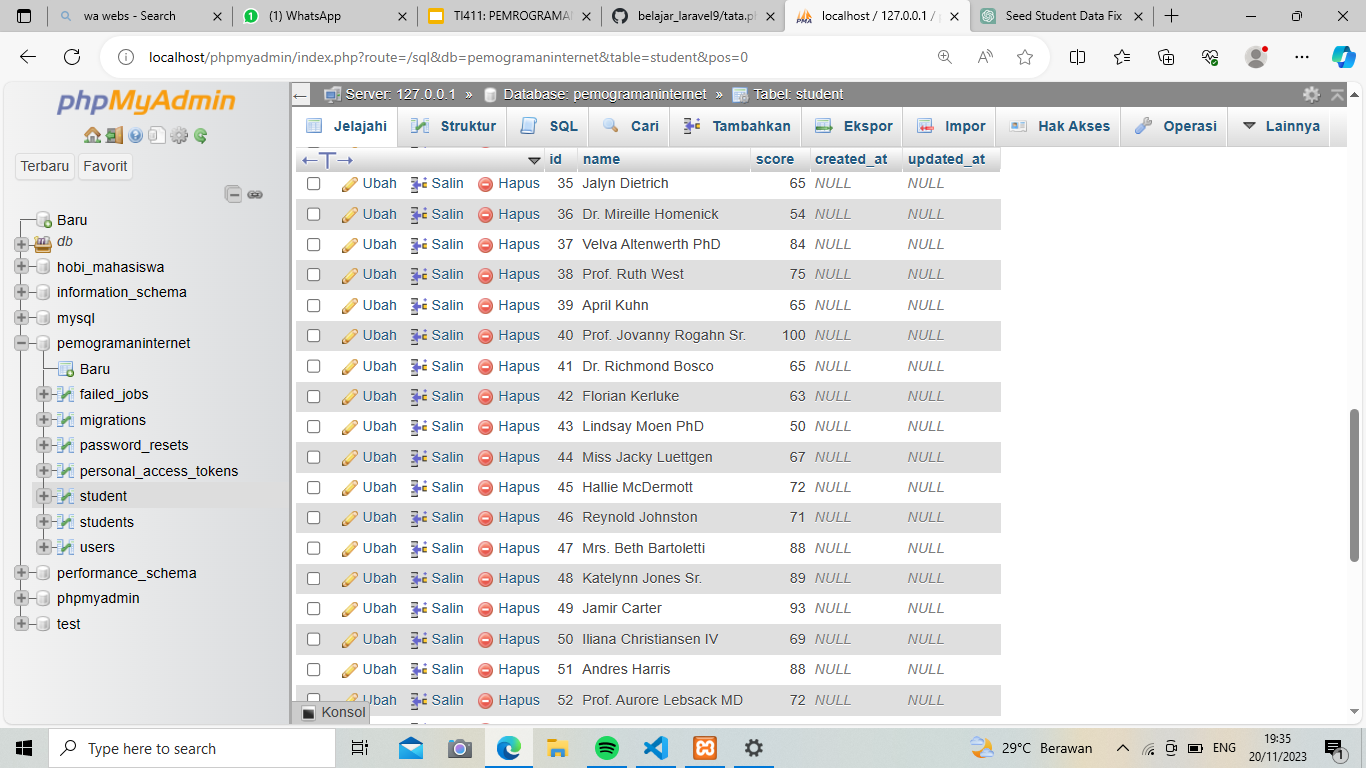 wa webs - Search
(1) WhatsApp
TI411: PEMROGRAMAN
belajar_laravel9/tata.p
localhost / 127.0.0.1 / p
Seed Student Data Fix
localhost/phpmyadmin/index.php?route=/sql&db=pemogramaninternet&table=student&pos=0
phpMyAdmin
Terbaru Favorit
Baru
db
hobi_mahasiswa
information_schema
mysql
pemogramaninternet
Baru
failed_jobs
migrations
password_resets
personal_access_tokens
student
students
users
performance_schema
phpmyadmin
test
Server: 127.0.0.1 » Database: pemogramaninternet » Tabel: student
Jelajahi Struktur SQL Cari Tambahkan Ekspor Impor Hak Akses Operasi Lainnya
←T→ id name score created_at updated_at
Ubah Salin Hapus 35 Jalyn Dietrich 65 NULL NULL
Ubah Salin Hapus 36 Dr. Mireille Homenick 54 NULL NULL
Ubah Salin Hapus 37 Velva Altenwerth PhD 84 NULL NULL
Ubah Salin Hapus 38 Prof. Ruth West 75 NULL NULL
Ubah Salin Hapus 39 April Kuhn 65 NULL NULL
Ubah Salin Hapus 40 Prof. Jovanny Rogahn Sr. 100 NULL NULL
Ubah Salin Hapus 41 Dr. Richmond Bosco 65 NULL NULL
Ubah Salin Hapus 42 Florian Kerluke 63 NULL NULL
Ubah Salin Hapus 43 Lindsay Moen PhD 50 NULL NULL
Ubah Salin Hapus 44 Miss Jacky Luettgen 67 NULL NULL
Ubah Salin Hapus 45 Hallie McDermott 72 NULL NULL
Ubah Salin Hapus 46 Reynold Johnston 71 NULL NULL
Ubah Salin Hapus 47 Mrs. Beth Bartoletti 88 NULL NULL
Ubah Salin Hapus 48 Katelynn Jones Sr. 89 NULL NULL
Ubah Salin Hapus 49 Jamir Carter 93 NULL NULL
Ubah Salin Hapus 50 Iliana Christiansen IV 69 NULL NULL
Ubah Salin Hapus 51 Andres Harris 88 NULL NULL
Ubah Salin Hapus 52 Prof. Aurore Lebsack MD 72 NULL NULL
Konsol
Type here to search
29°C Berawan
ENG
19:35
20/11/2023
1